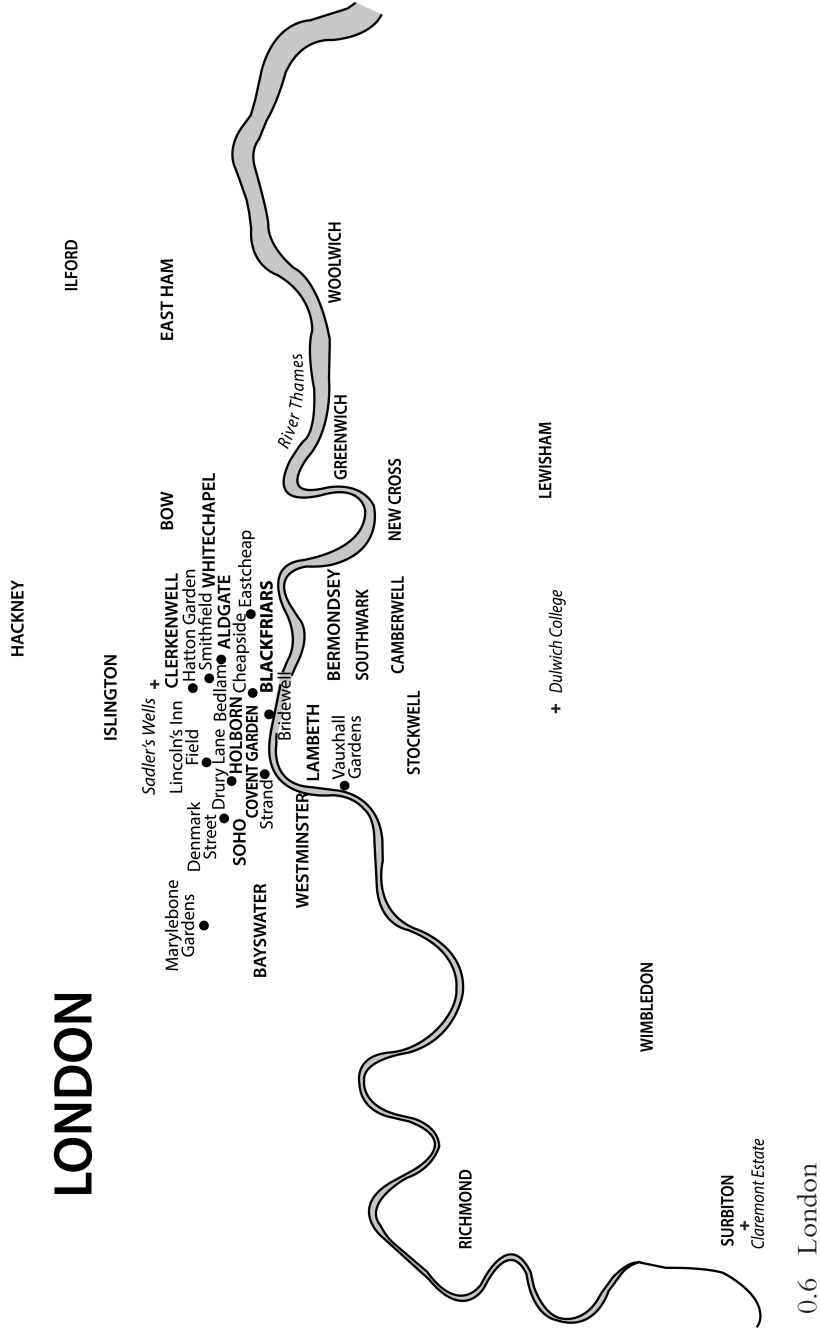 LONDON
HACKNEY
ILFORD
ISLINGTON
Sadler's Wells
EAST HAM
BOW
CLERKENWELL
Marylebone
Gardens
Denmark
Street
Lincoln's Inn
Field
Hatton Garden
Smithfield
WHITECHAPEL
Drury Lane
Bedlam
ALDGATE
SOHO
HOLBORN
Cheapside
Eastcheap
COVENT GARDEN
BAYSWATER
Strand
BLACKFRIARS
Bridewell
River Thames
WESTMINSTER
LAMBETH
Vauxhall
Gardens
BERMONDSEY
GREENWICH
WOOLWICH
SOUTHWARK
STOCKWELL
CAMBERWELL
NEW CROSS
RICHMOND
LEWISHAM
Dulwich College
WIMBLEDON
SURBITON
Claremont Estate
0.6 London